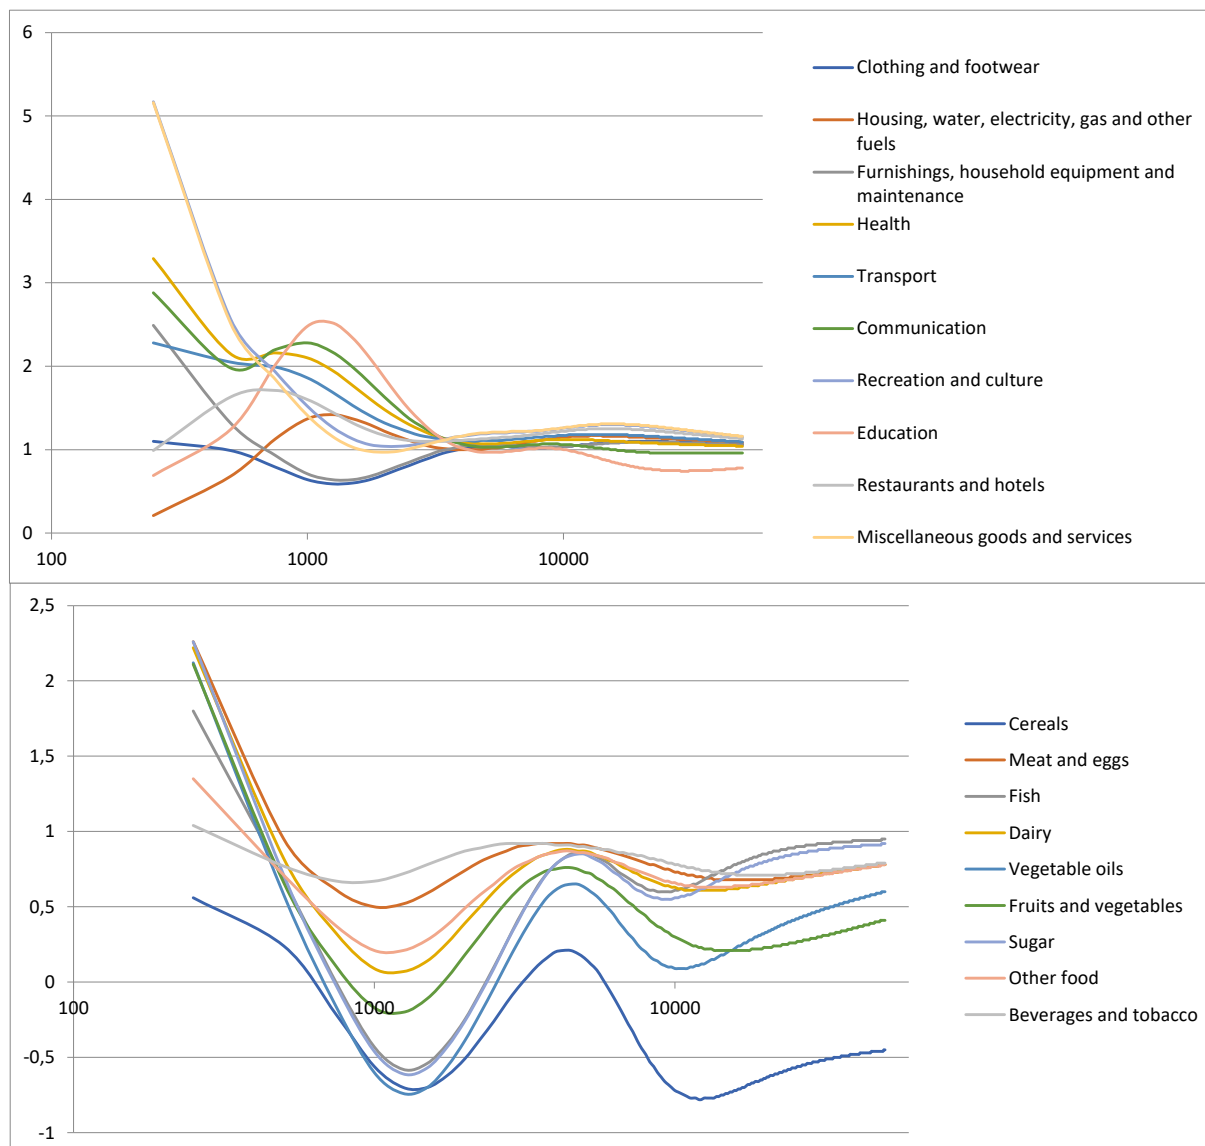 6
5
4
3
2
1
0
100
1000
10000
Clothing and footwear
Housing, water, electricity, gas and other
fuels
Furnishings, household equipment and
maintenance
Health
Transport
Communication
Recreation and culture
Education
Restaurants and hotels
Miscellaneous goods and services
2,5
2
1,5
1
0,5
0
-0,5
-1
100
1000
10000
Cereals
Meat and eggs
Fish
Dairy
Vegetable oils
Fruits and vegetables
Sugar
Other food
Beverages and tobacco